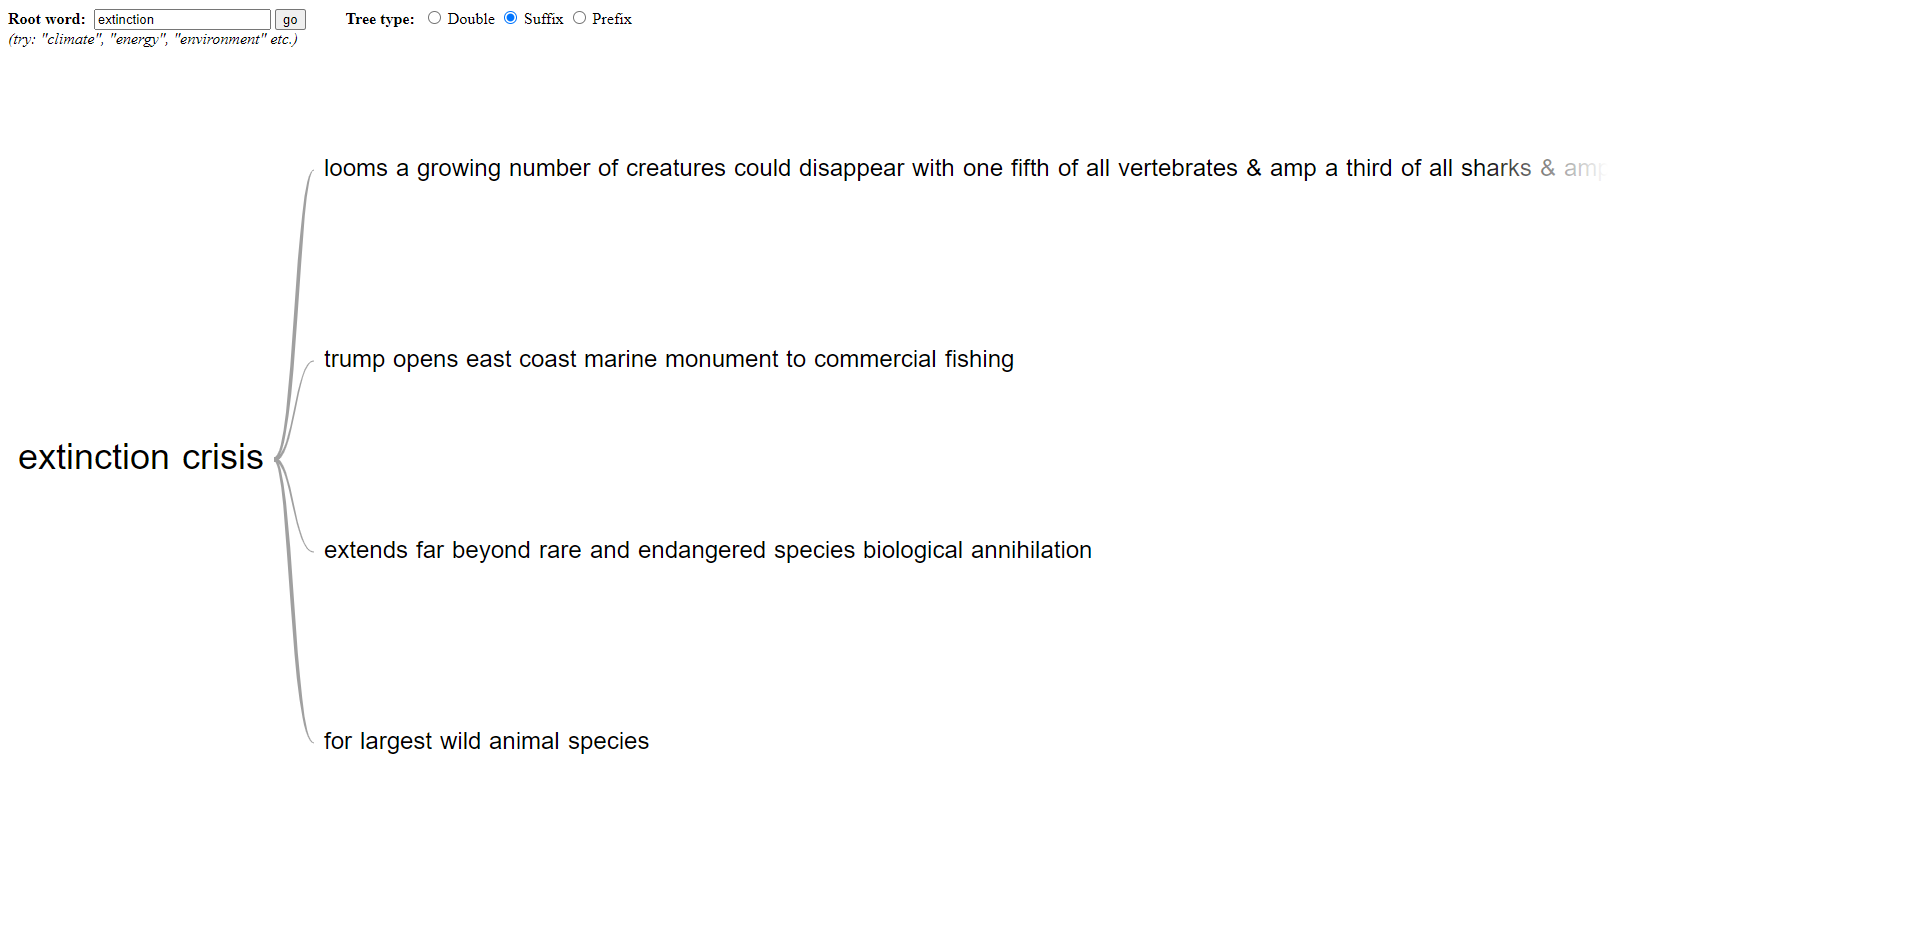 Root word: extinction go Tree type: Double Suffix Prefix
(try: "climate", "energy", "environment" etc.)
looms a growing number of creatures could disappear with one fifth of all vertebrates & amp a third of all sharks & amp
trump opens east coast marine monument to commercial fishing
extinction crisis
extends far beyond rare and endangered species biological annihilation
for largest wild animal species